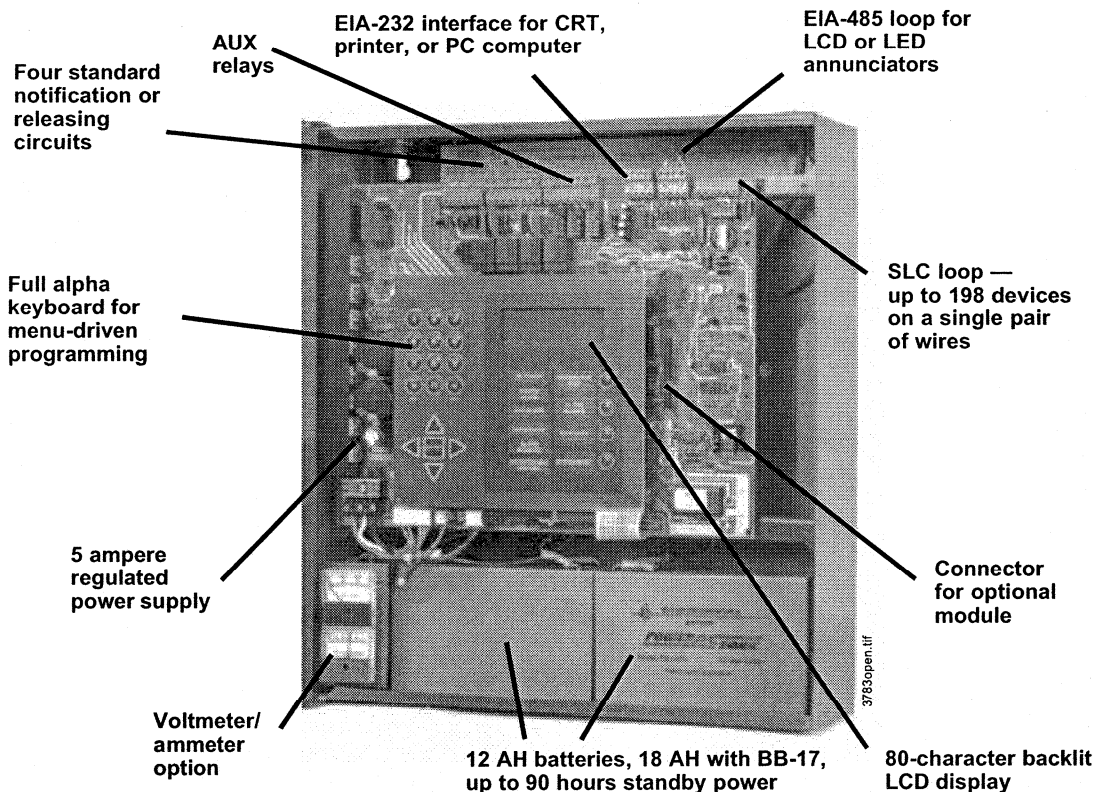 EIA-232 interface for CRT,
printer, or PC computer
EIA-485 loop for
LCD or LED
annunciators
AUX
relays
Four standard
notification or
releasing
circuits
SLC loop —
up to 198 devices
on a single pair
of wires
Full alpha
keyboard for
menu-driven
programming
5 ampere
regulated
power supply
Connector
for optional
module
POWER SONIC
3783open.tif
Voltmeter/
ammeter
option
12 AH batteries, 18 AH with BB-17,
up to 90 hours standby power
80-character backlit
LCD display